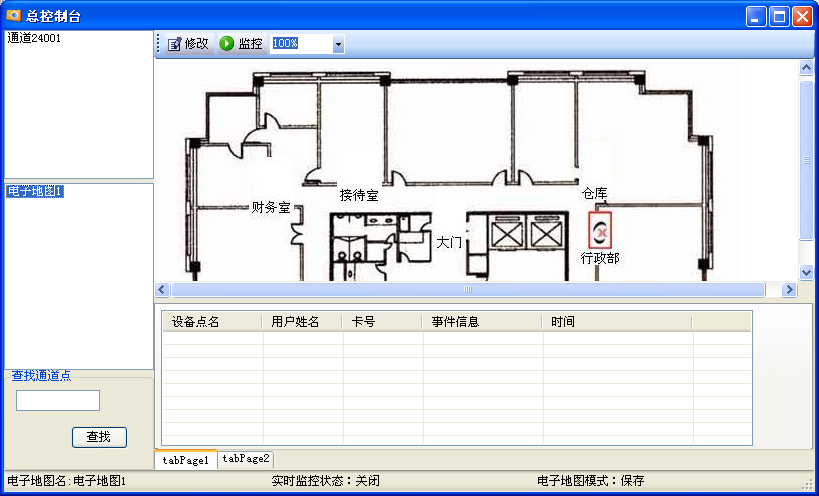 总控制台
通道24001
修改 监控 100%
电子地图1
财务室
接待室
仓库
大门
行政部
设备点名 用户姓名 卡号 事件信息 时间
查找通道点
查找
tabPage1 tabPage2
电子地图名:电子地图1 实时监控状态：关闭 电子地图模式：保存